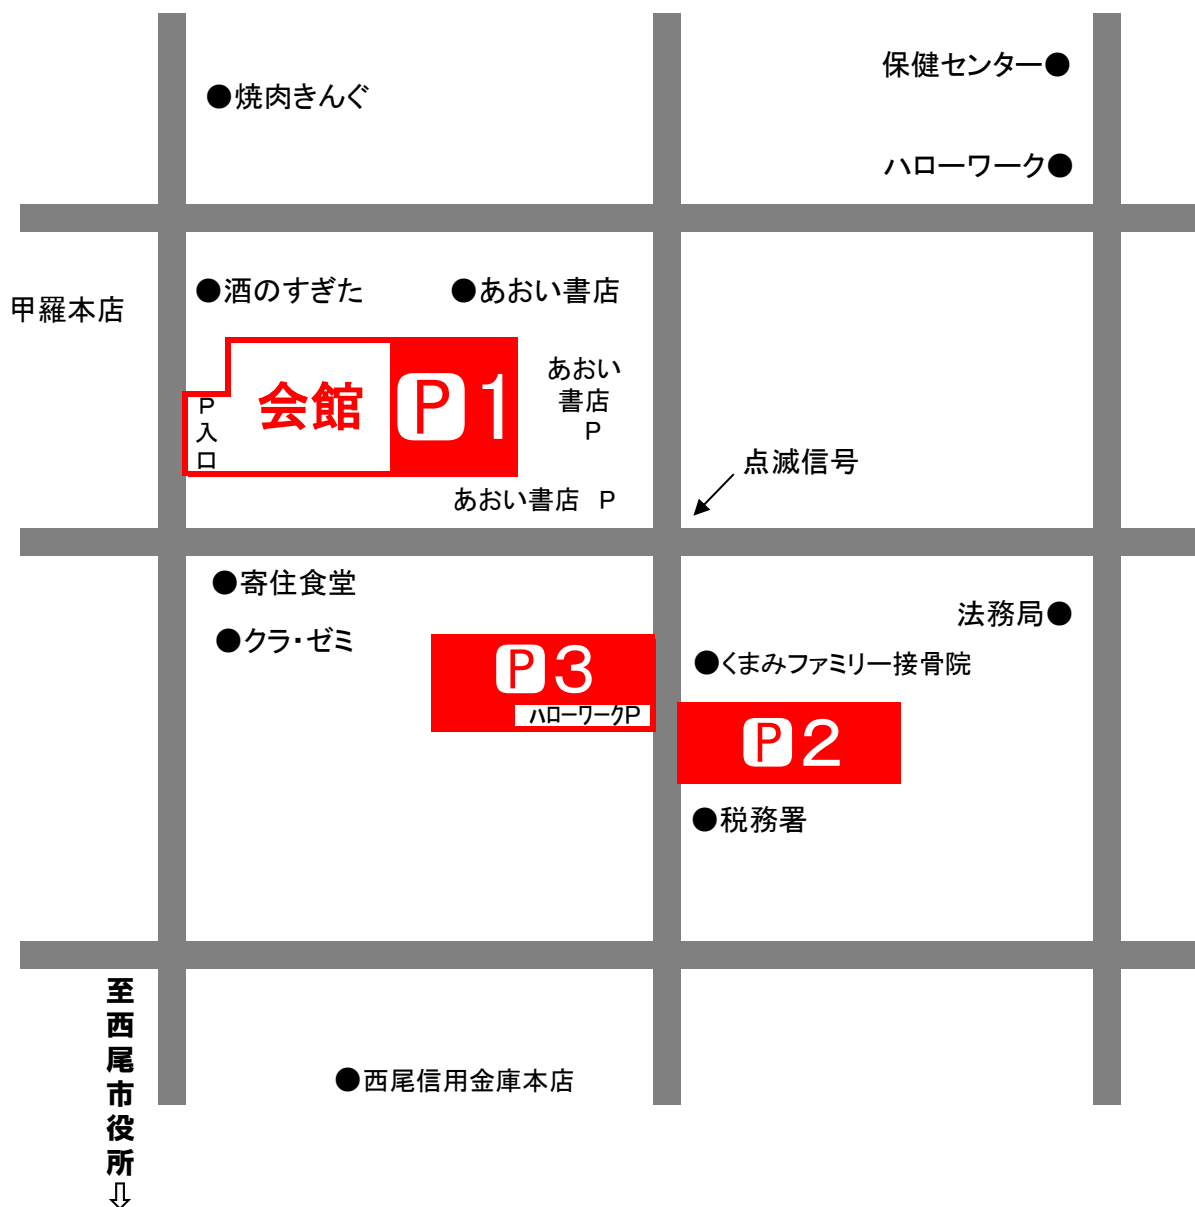 保健センター●
●焼肉きんぐ
ハローワーク●
●酒のすぎた
●あおい書店
甲羅本店
会館
P 1
P
入
口
あおい
書店
P
点滅信号
あおい書店 P
●寄住食堂
●クラ・ゼミ
法務局●
P 3
ハローワークP
●くまみファミリー接骨院
P 2
●税務署
至西尾市役所⇩
●西尾信用金庫本店